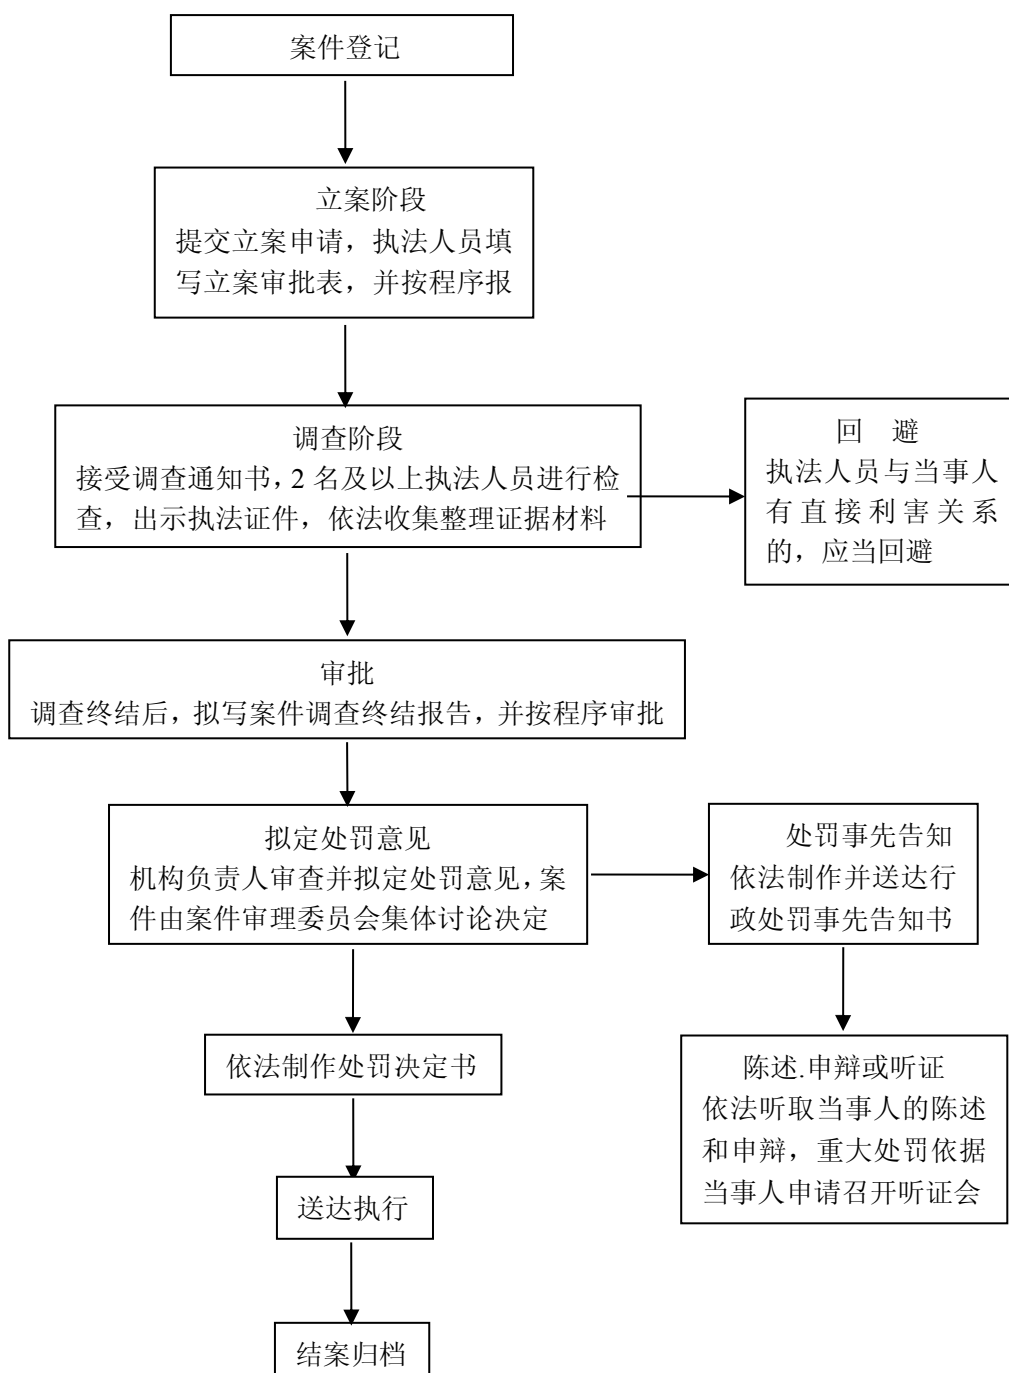 案件登记
立案阶段
提交立案申请，执法人员填
写立案审批表，并按程序报
调查阶段
接受调查通知书，2 名及以上执法人员进行检
查，出示执法证件，依法收集整理证据材料
回 避
执法人员与当事人
有直接利害关系
的，应当回避
审批
调查终结后，拟写案件调查终结报告，并按程序审批
拟定处罚意见
机构负责人审查并拟定处罚意见，案
件由案件审理委员会集体讨论决定
处罚事先告知
依法制作并送达行
政处罚事先告知书
依法制作处罚决定书
陈述.申辩或听证
依法听取当事人的陈述
和申辩，重大处罚依据
当事人申请召开听证会
送达执行
结案归档